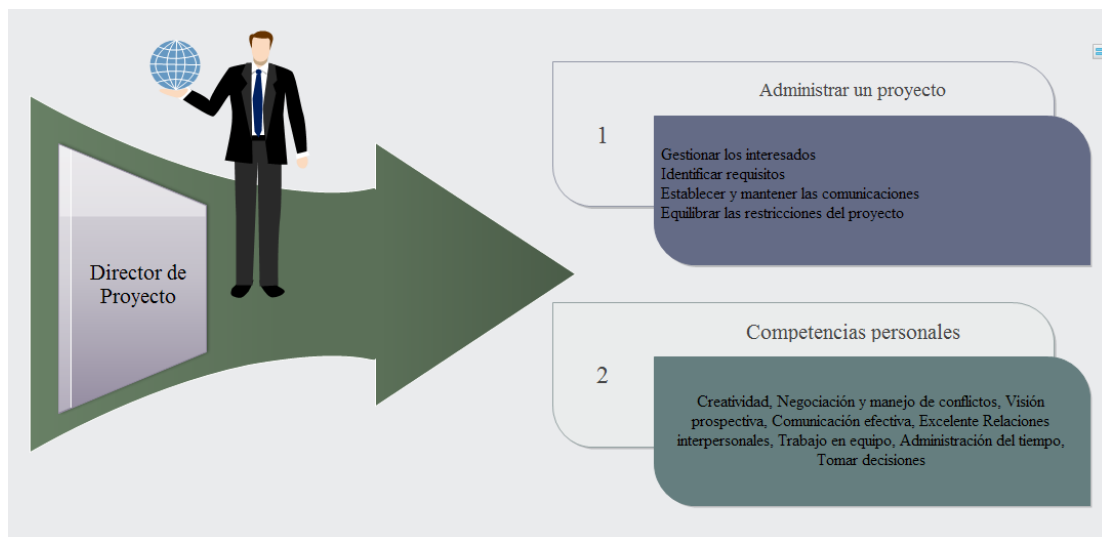 Director de
Proyecto
1
Administrar un proyecto
Gestionar los interesados
Identificar requisitos
Establecer y mantener las comunicaciones
Equilibrar las restricciones del proyecto
2
Competencias personales
Creatividad, Negociación y manejo de conflictos, Visión
prospectiva, Comunicación efectiva, Excelente Relaciones
interpersonales, Trabajo en equipo, Administración del tiempo,
Tomar decisiones